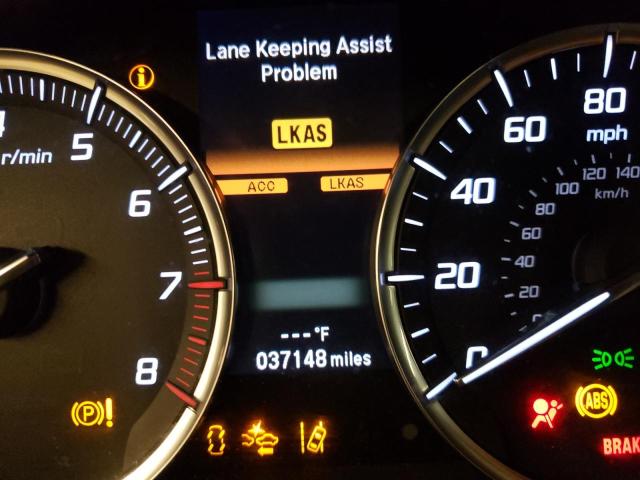 Lane Keeping Assist
Problem
LKAS
ACC LKAS
5
r/min
6
7
8
80
60
mph
40
20
0
120 140
100
km/h
80
60
40
20
---°F
037148 miles
(P)!
ABS
BRAK